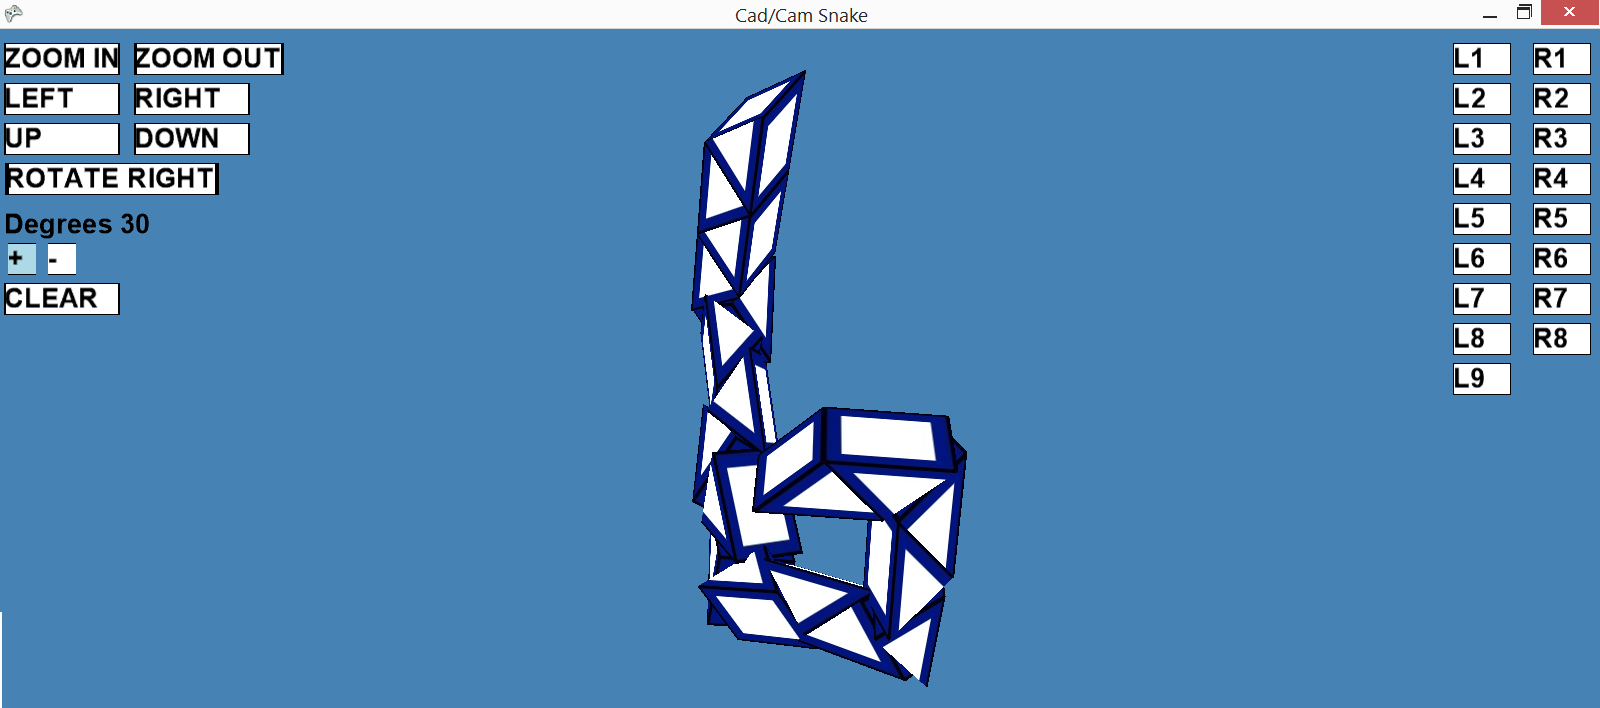 Cad/Cam Snake
ZOOM IN ZOOM OUT
LEFT RIGHT
UP DOWN
ROTATE RIGHT
Degrees 30
+ -
CLEAR
L1 R1
L2 R2
L3 R3
L4 R4
L5 R5
L6 R6
L7 R7
L8 R8
L9